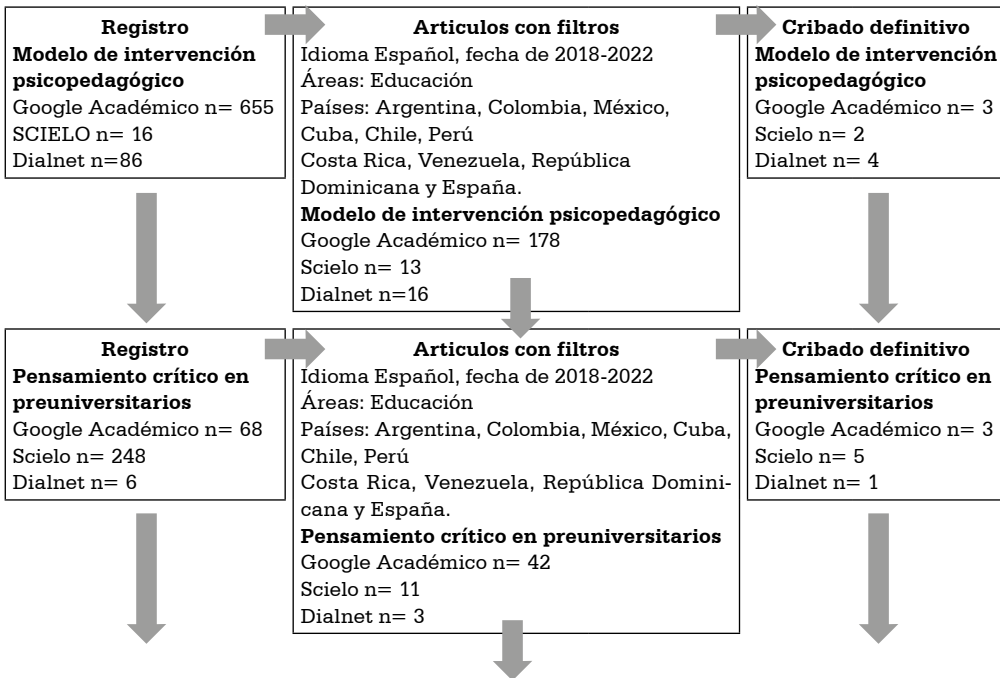 Registro
Modelo de intervención
psicopedagógico
Google Académico n= 655
SCIELO n= 16
Dialnet n=86
Articulos con filtros
Idioma Español, fecha de 2018-2022
Áreas: Educación
Países: Argentina, Colombia, México,
Cuba, Chile, Perú
Costa Rica, Venezuela, República
Dominicana y España.
Modelo de intervención psicopedagógico
Google Académico n= 178
Scielo n= 13
Dialnet n=16
Cribado definitivo
Modelo de intervención
psicopedagógico
Google Académico n= 3
Scielo n= 2
Dialnet n= 4
Registro
Pensamiento crítico en
preuniversitarios
Google Académico n= 68
Scielo n= 248
Dialnet n= 6
Articulos con filtros
Idioma Español, fecha de 2018-2022
Áreas: Educación
Países: Argentina, Colombia, México, Cuba,
Chile, Perú
Costa Rica, Venezuela, República Domini-
cana y España.
Pensamiento crítico en preuniversitarios
Google Académico n= 42
Scielo n= 11
Dialnet n= 3
Cribado definitivo
Pensamiento crítico en
preuniversitarios
Google Académico n= 3
Scielo n= 5
Dialnet n= 1